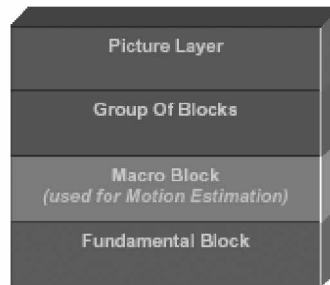 Picture Layer
Group Of Blocks
Macro Block
(used for Motion Estimation)
Fundamental Block